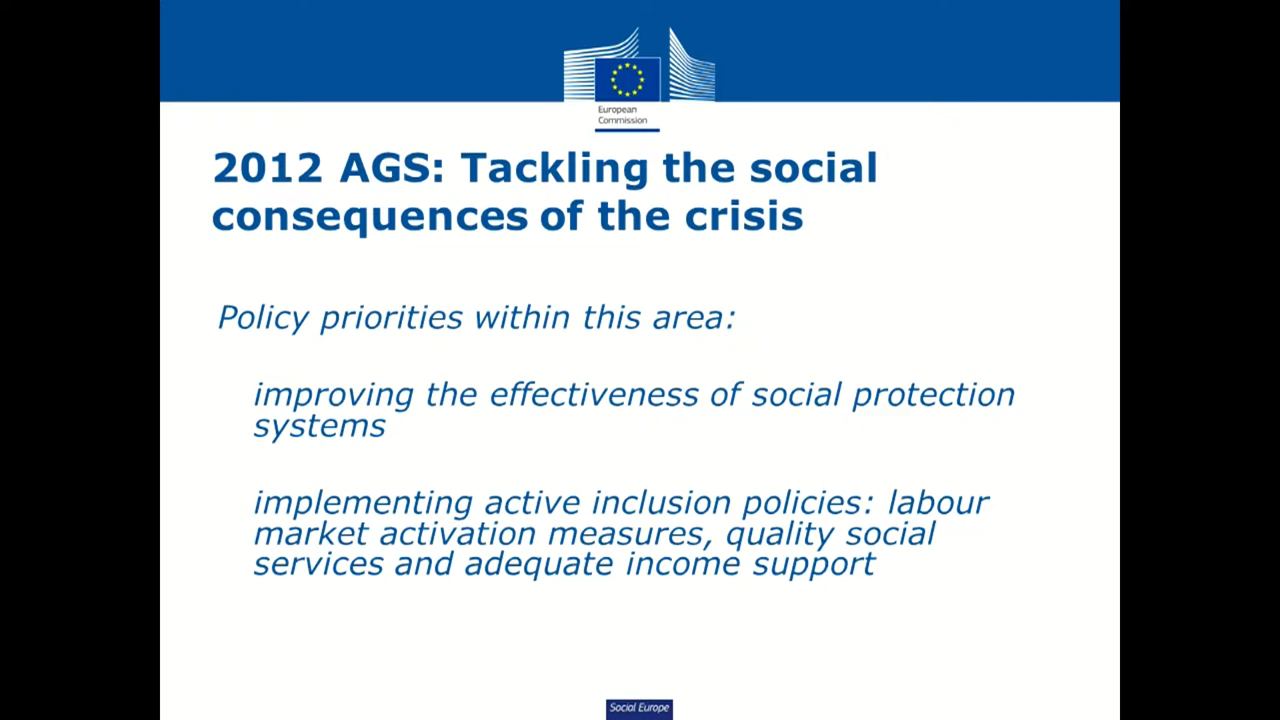 European
Commission
2012 AGS: Tackling the social
consequences of the crisis
Policy priorities within this area:
improving the effectiveness of social protection
systems
implementing active inclusion policies: labour
market activation measures, quality social
services and adequate income support
Social Europe